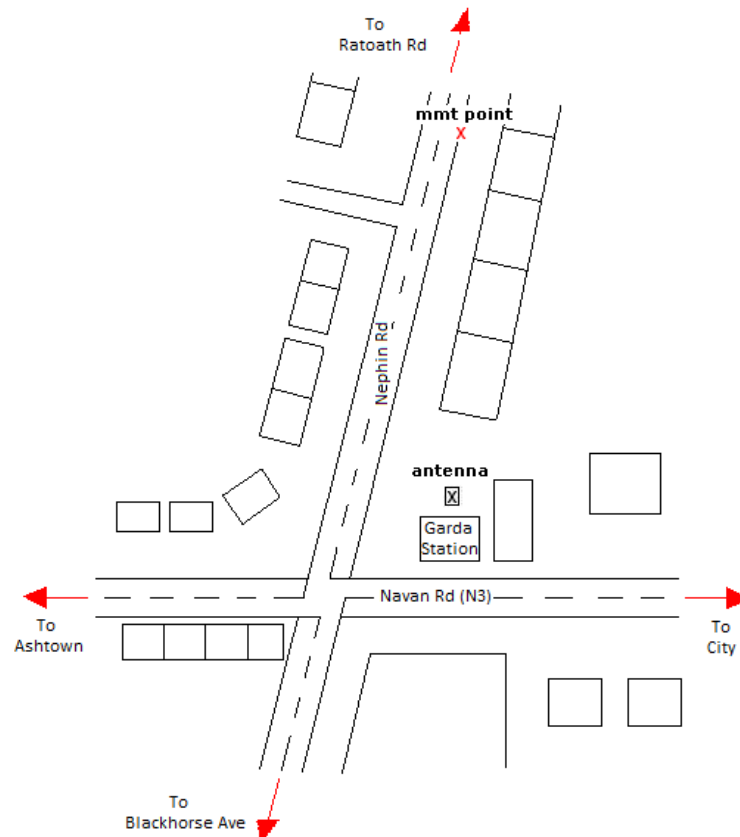 To
Ratoath Rd
mmt point
X
Nephin Rd
antenna
X
Garda
Station
Navan Rd (N3)
To
Ashtown
To
City
To
Blackhorse Ave